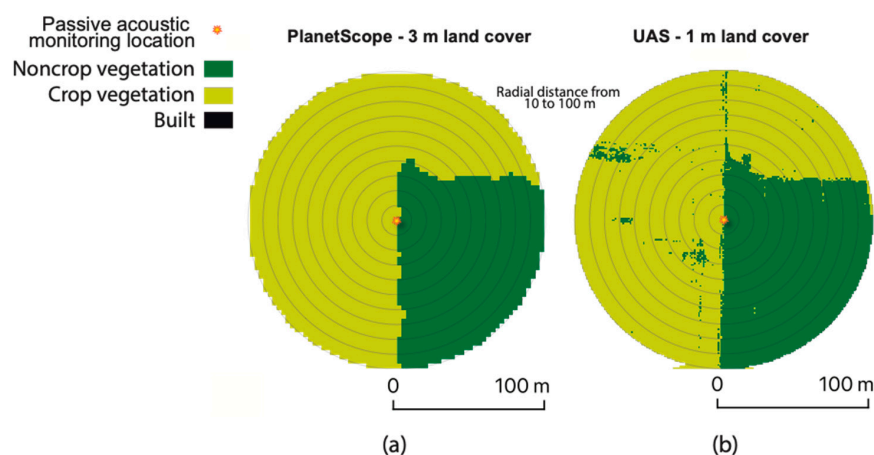 Passive acoustic
monitoring location
Noncrop vegetation
Crop vegetation
Built
PlanetScope - 3 m land cover
UAS - 1 m land cover
Radial distance from
10 to 100 m
0
100 m
0
100 m
(a)
(b)